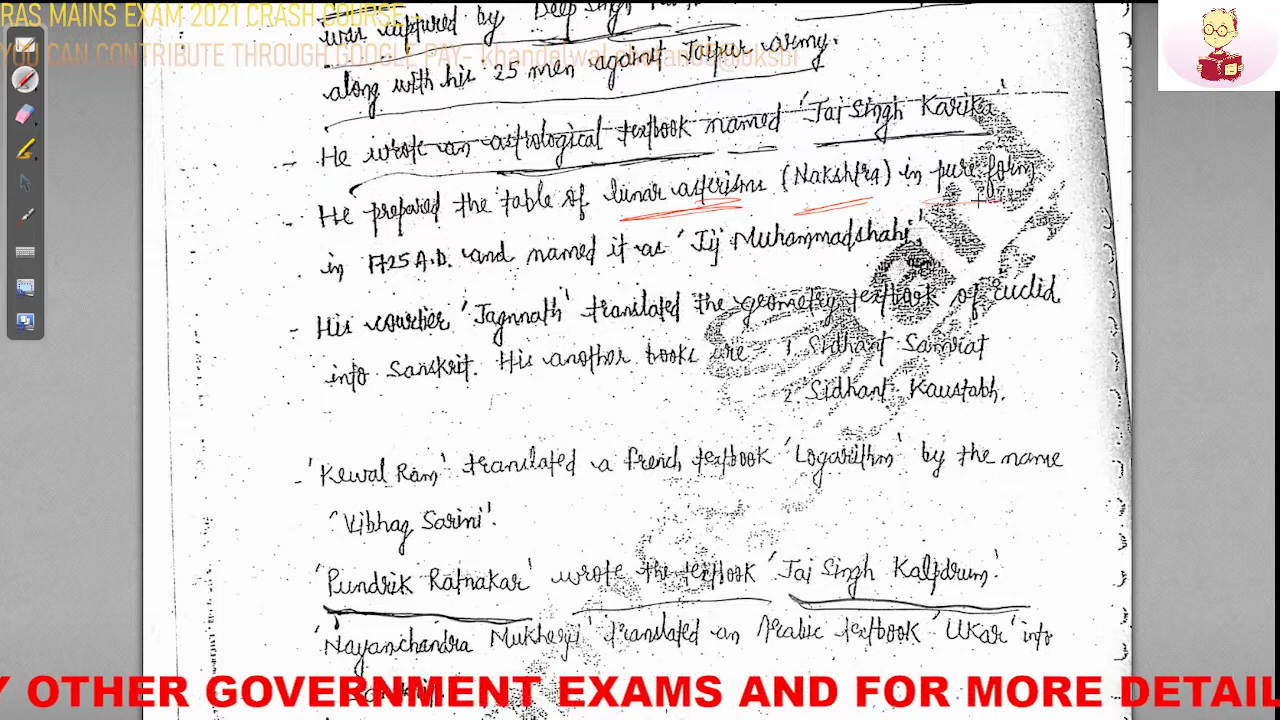 RAS MAINS EXAM 2021 CRASH COURSE -
YOU CAN CONTRIBUTE THROUGH GOOGLE PAY-
was captured by Deep Singh
along with his 25 men against Jaipur army.
- He wrote an astrological textbook named 'Jai Singh Karika'
- He prepared the table of lunar asterisms (Nakshtra) in pure form
in 1725 A.D. and named it as 'Jij Muhammadshahi'
- His courtier 'Jagnnath' translated the geometry textbook of Euclid
into Sanskrit. His another books are 1. Sidhant Samrat
2. Sidhant Kaustabh.
- 'Kewal Ram' translated a french textbook 'Logarithm' by the name
'Vibhag Sarini'.
'Pundrik Ratnakar' wrote the textbook 'Jai Singh Kalpdrum'
'Nayanchandra Mukherji' translated an Arabic textbook 'Ukar' into
Y OTHER GOVERNMENT EXAMS AND FOR MORE DETAIL